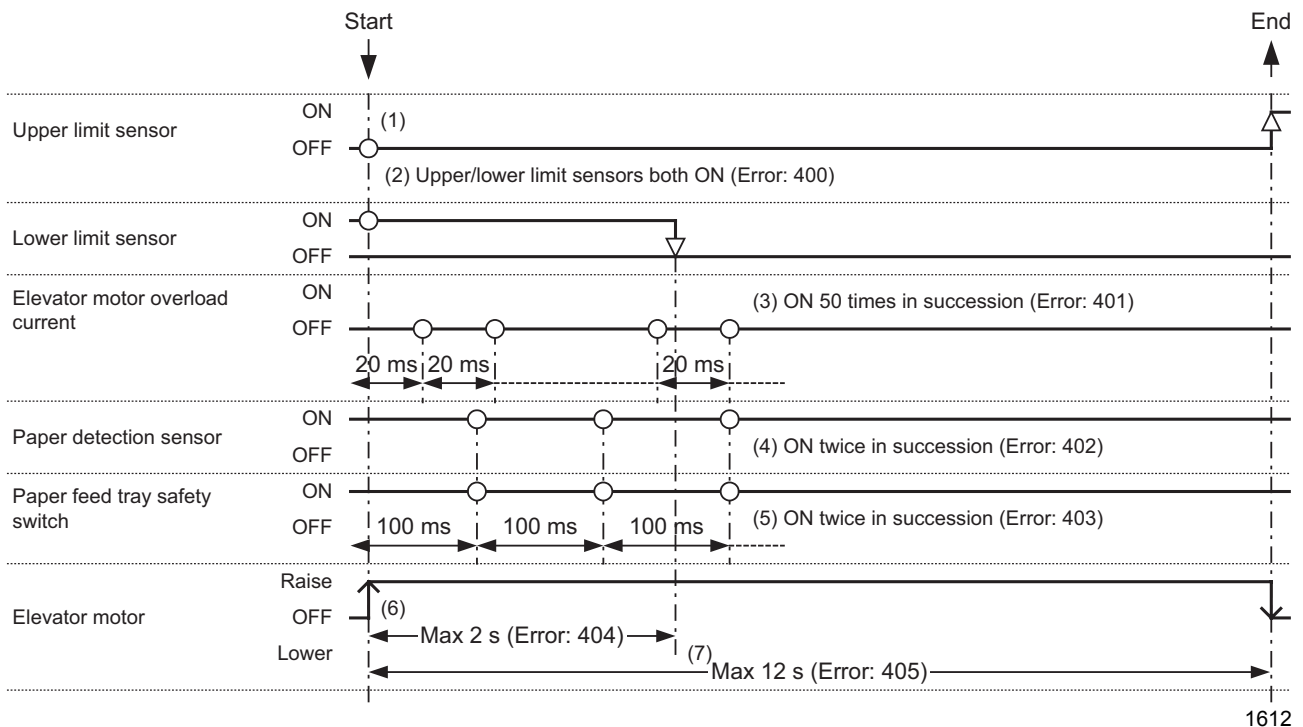 Start
End
Upper limit sensor
ON
OFF
(1)
(2) Upper/lower limit sensors both ON (Error: 400)
Lower limit sensor
ON
OFF
Elevator motor overload
current
ON
OFF
(3) ON 50 times in succession (Error: 401)
20 ms
20 ms
20 ms
Paper detection sensor
ON
OFF
(4) ON twice in succession (Error: 402)
Paper feed tray safety
switch
ON
OFF
(5) ON twice in succession (Error: 403)
100 ms
100 ms
100 ms
Elevator motor
Raise
OFF
Lower
(6)
Max 2 s (Error: 404)
(7)
Max 12 s (Error: 405)
1612